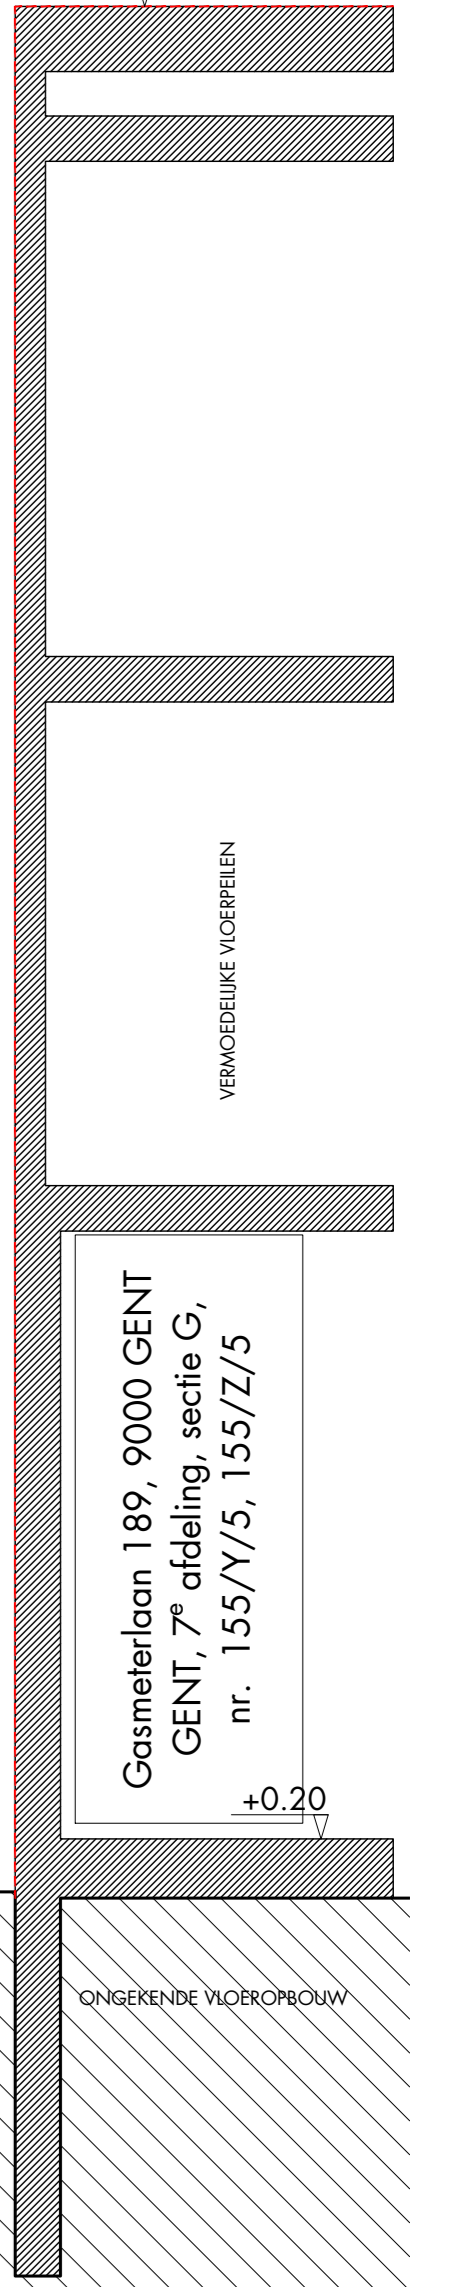 VERMOEDELIJKE VLOERPEILEN
Gasmeterlaan 189, 9000 GENT
GENT, 7ᵉ afdeling, sectie G,
nr. 155/Y/5, 155/Z/5
+0.20
ONGEKENDE VLOEROPBOUW